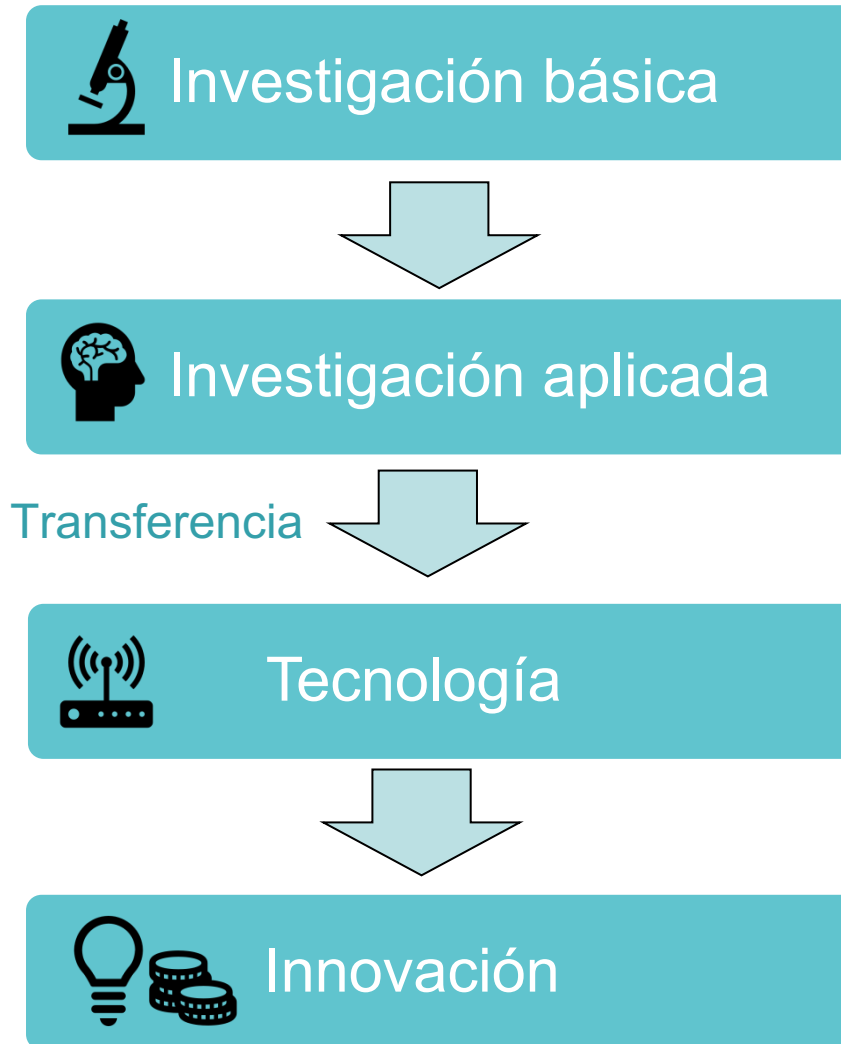 Investigación básica
Investigación aplicada
Transferencia
Tecnología
Innovación